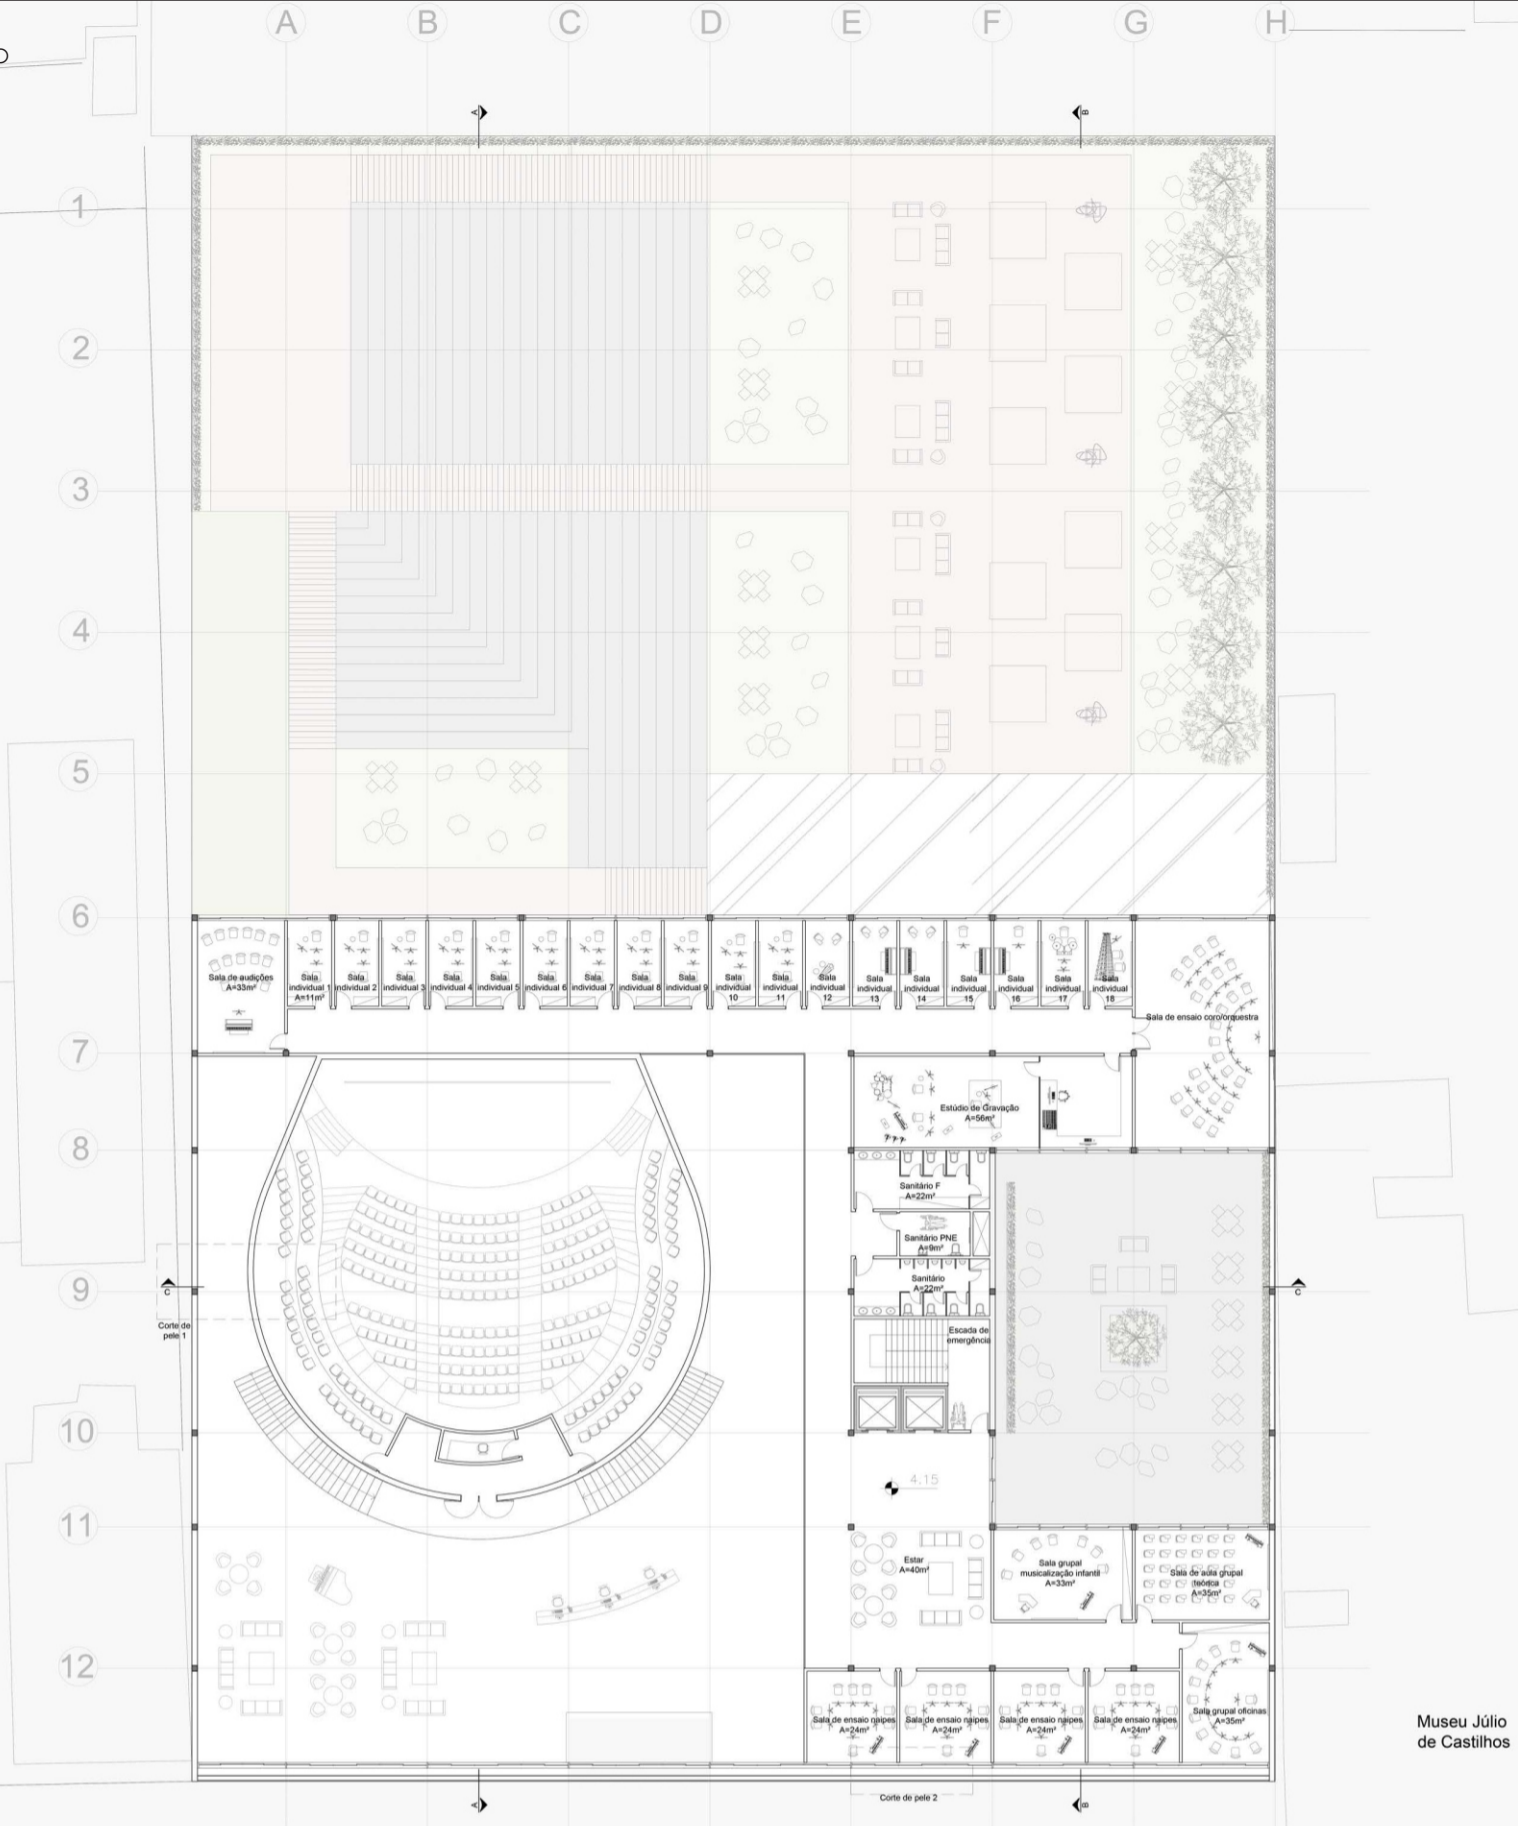 A B C D E F G H
A
B
1
2
3
4
5
6
Sala de audições
A=33m²
Sala
individual 1
A=11m²
Sala
individual 2
Sala
individual 3
Sala
individual 4
Sala
individual 5
Sala
individual 6
Sala
individual 7
Sala
individual 8
Sala
individual 9
Sala
individual
10
Sala
individual
11
Sala
individual
12
Sala
individual
13
Sala
individual
14
Sala
individual
15
Sala
individual
16
Sala
individual
17
Sala
individual
18
Sala de ensaio coro/orquestra
7
Estúdio de Gravação
A=56m²
8
Sanitário F
A=22m²
Sanitário PNE
A=9m²
Sanitário
A=22m²
9
C
C
Corte de
pele 1
Escada de
emergência
10
4.15
11
Estar
A=40m²
Sala grupal
musicalização infantil
A=33m²
Sala de aula grupal
teórica
A=35m²
12
Sala de ensaio naipes
A=24m²
Sala de ensaio naipes
A=24m²
Sala de ensaio naipes
A=24m²
Sala de ensaio naipes
A=24m²
Sala grupal oficinas
A=35m²
Museu Júlio
de Castilhos
Corte de pele 2
A
B